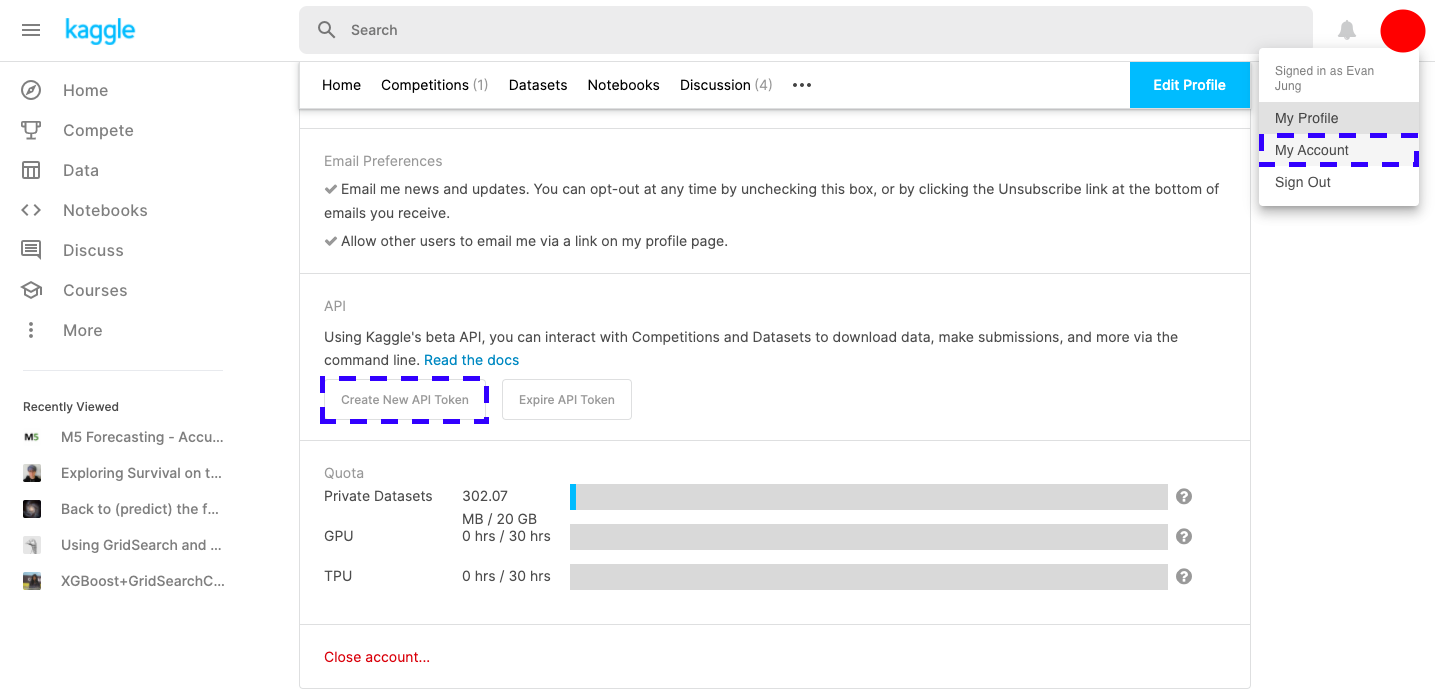 kaggle
Search
Signed in as Evan
Jung
My Profile
My Account
Sign Out
Home
Compete
Data
Notebooks
Discuss
Courses
More
Recently Viewed
M5 M5 Forecasting - Accu...
Exploring Survival on t...
Back to (predict) the f...
Using GridSearch and ...
XGBoost+GridSearchC...
Home Competitions (1) Datasets Notebooks Discussion (4) ••• Edit Profile
Email Preferences
Email me news and updates. You can opt-out at any time by unchecking this box, or by clicking the Unsubscribe link at the bottom of
emails you receive.
Allow other users to email me via a link on my profile page.
API
Using Kaggle's beta API, you can interact with Competitions and Datasets to download data, make submissions, and more via the
command line. Read the docs
Create New API Token Expire API Token
Quota
Private Datasets 302.07
MB / 20 GB
GPU 0 hrs / 30 hrs
TPU 0 hrs / 30 hrs
Close account...